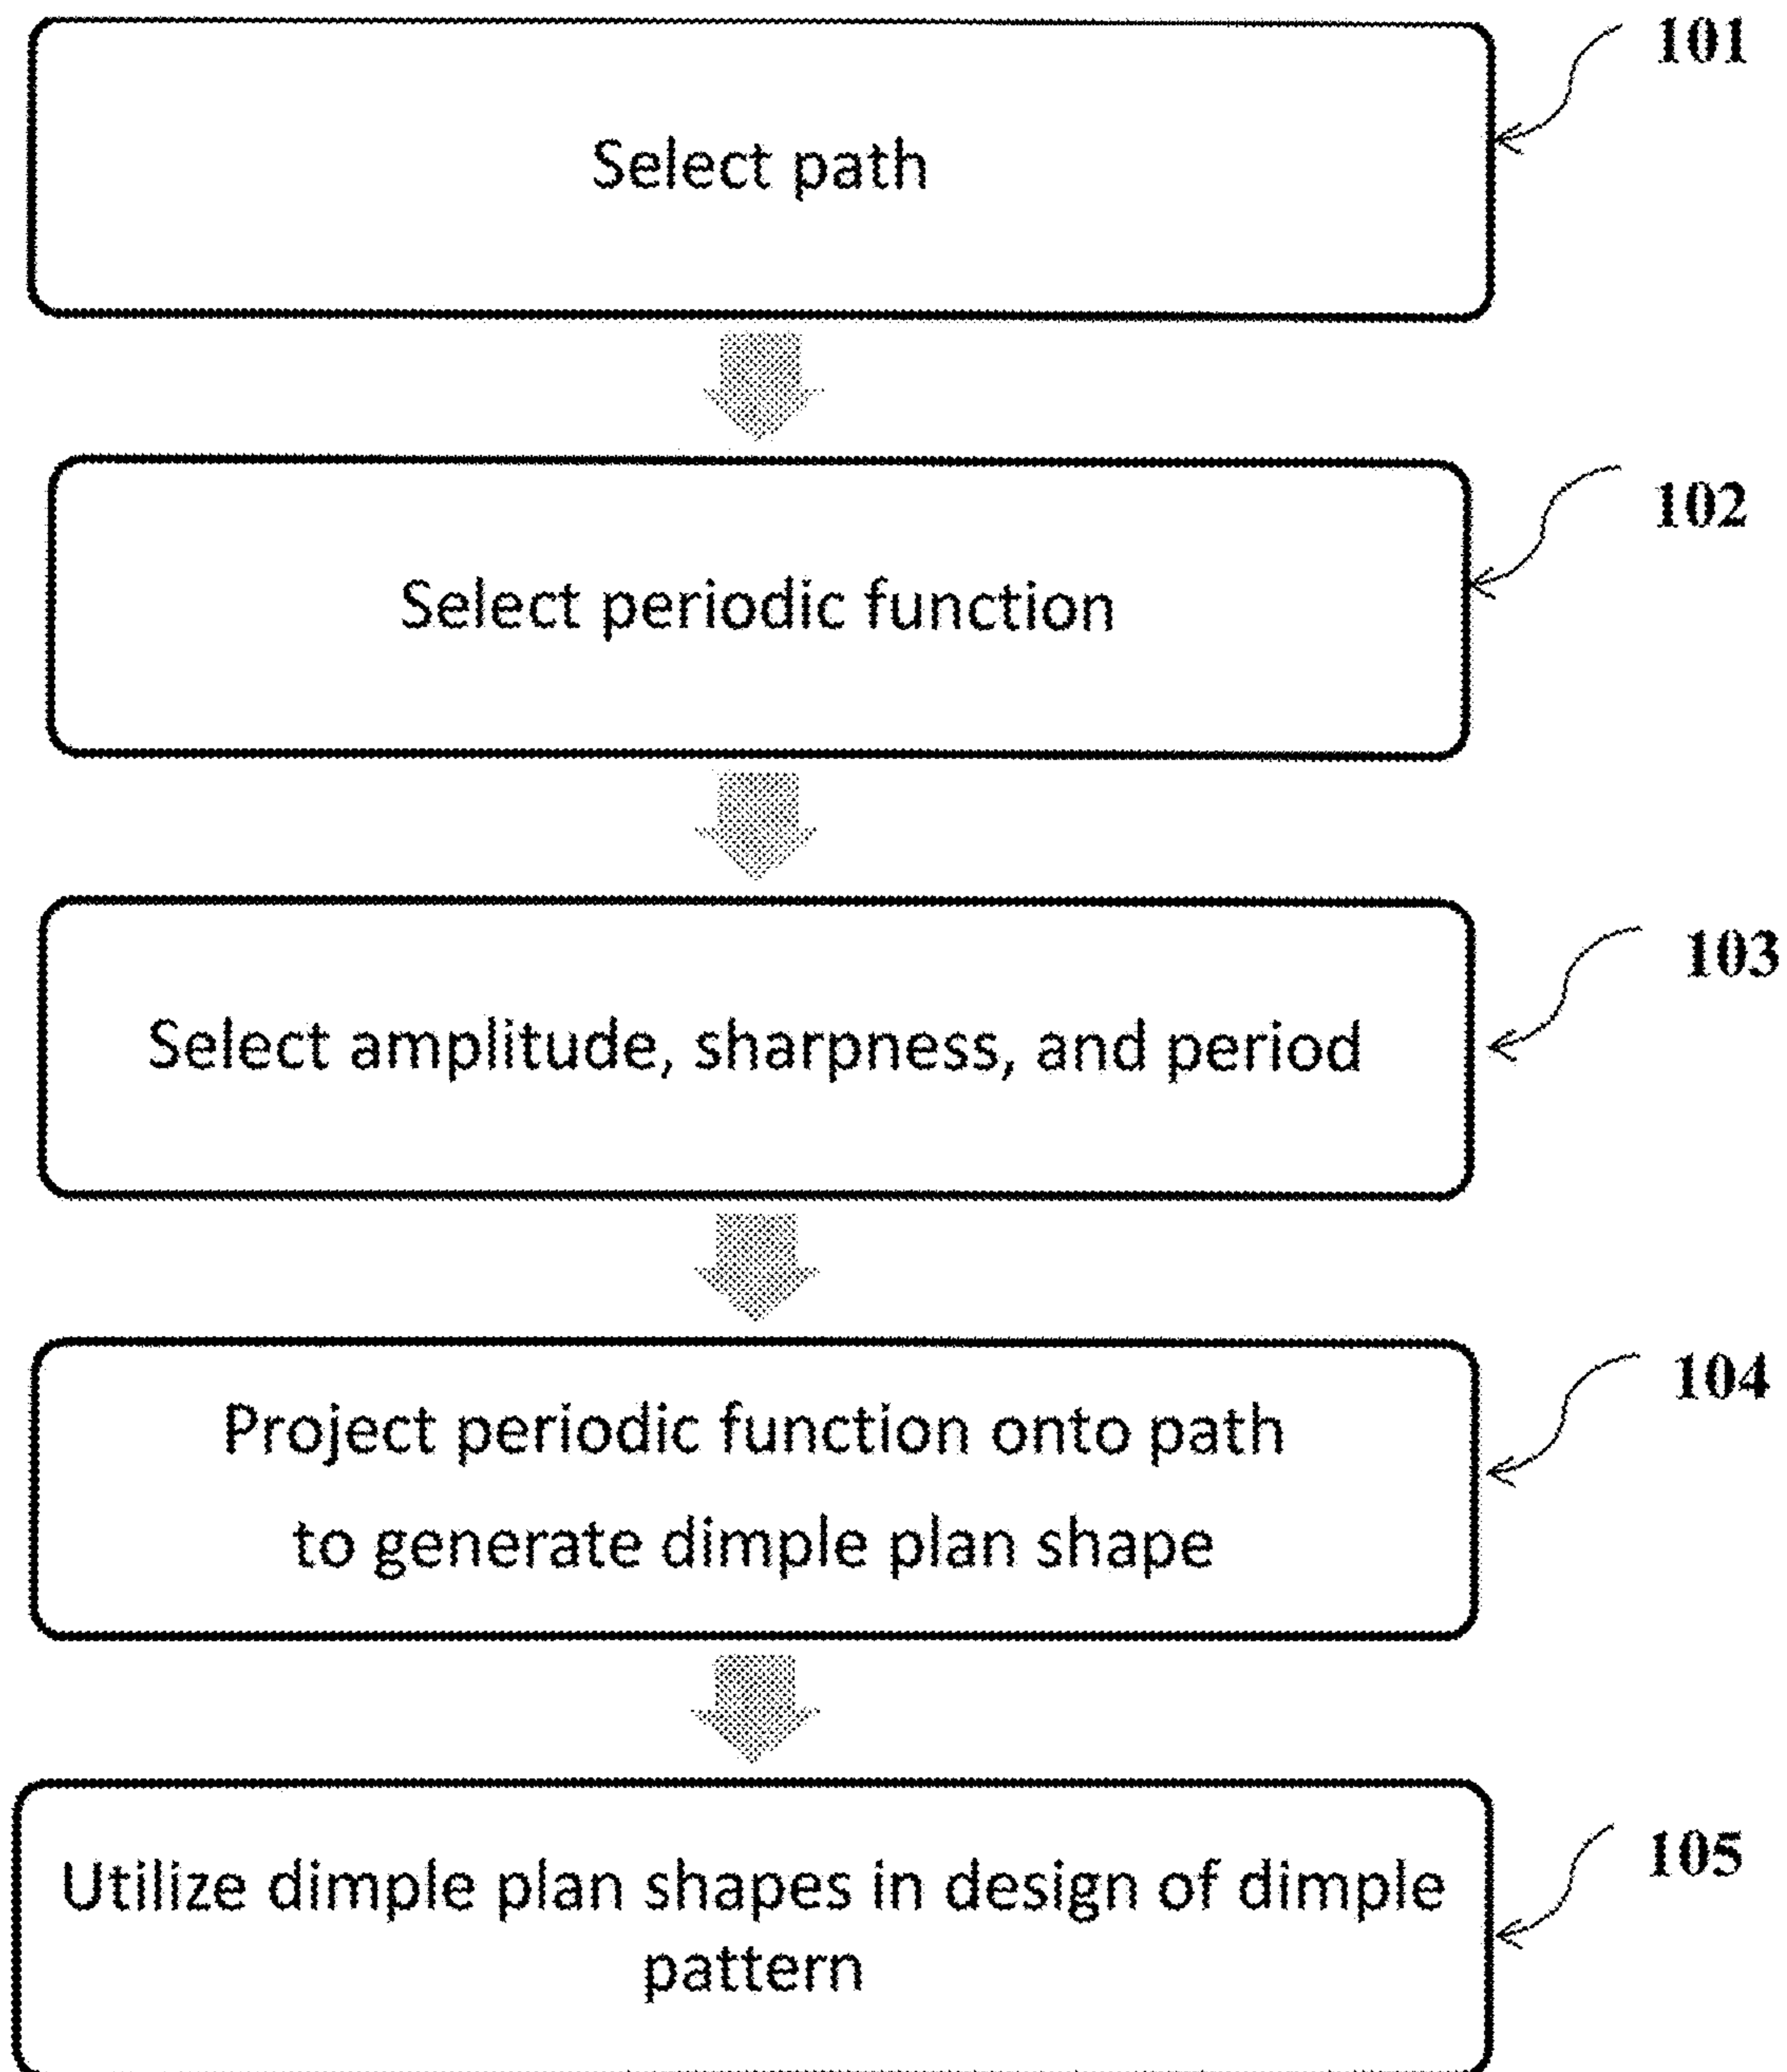 101
Select path
102
Select periodic function
103
Select amplitude, sharpness, and period
104
Project periodic function onto path
to generate dimple plan shape
105
Utilize dimple plan shapes in design of dimple
pattern